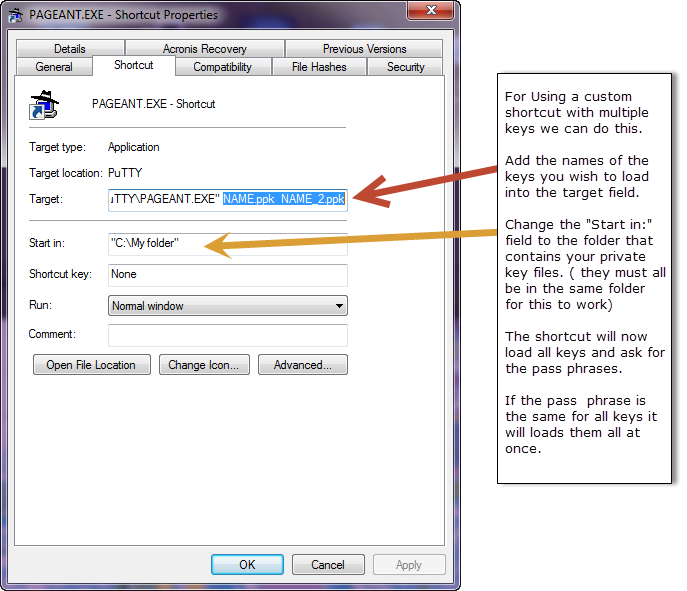 PAGEANT.EXE - Shortcut Properties
Details Acronis Recovery Previous Versions
General Shortcut Compatibility File Hashes Security
PAGEANT.EXE - Shortcut
Target type: Application
Target location: PuTTY
Target: ıTTY\PAGEANT.EXE" NAME.ppk NAME_2.ppk
Start in: "C:\My folder"
Shortcut key: None
Run: Normal window
Comment:
Open File Location Change Icon... Advanced...
OK Cancel Apply
For Using a custom
shortcut with multiple
keys we can do this.
Add the names of the
keys you wish to load
into the target field.
Change the "Start in:"
field to the folder that
contains your private
key files. ( they must all
be in the same folder
for this to work)
The shortcut will now
load all keys and ask for
the pass phrases.
If the pass phrase is
the same for all keys it
will loads them all at
once.